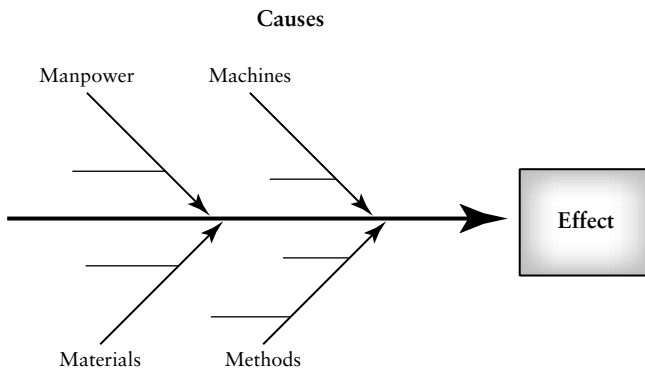 Causes
Manpower
Machines
Effect
Materials
Methods